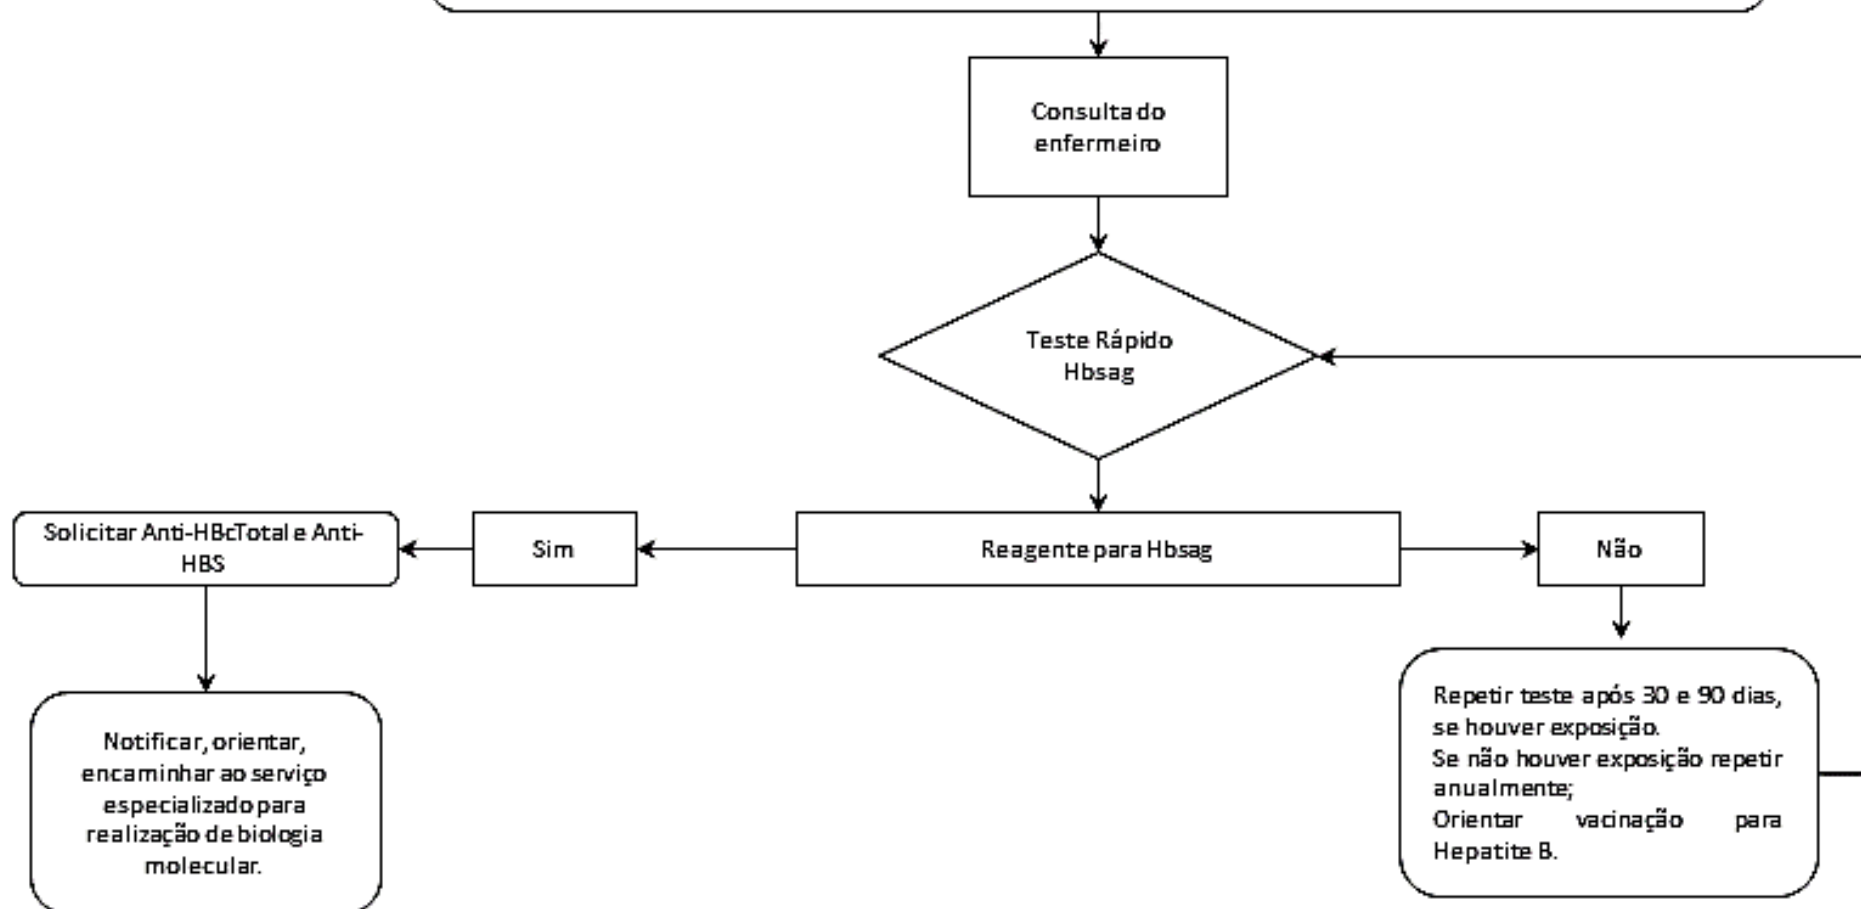 Consulta do
enfermeiro
Teste Rápido
Hbsag
Solicitar Anti-HBcTotal e Anti-
HBS
Sim
Reagente para Hbsag
Não
Notificar, orientar,
encaminhar ao serviço
especializado para
realização de biologia
molecular.
Repetir teste após 30 e 90 dias,
se houver exposição.
Se não houver exposição repetir
anualmente;
Orientar vacinação para
Hepatite B.